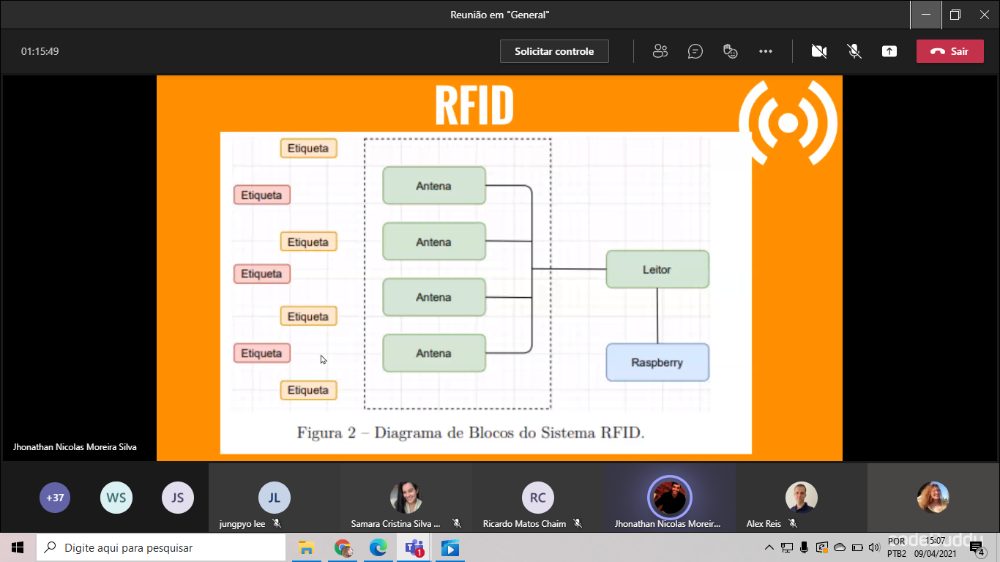 Reunião em "General"
01:15:49
Solicitar controle
Sair
RFID
Etiqueta
Etiqueta
Etiqueta
Etiqueta
Etiqueta
Etiqueta
Etiqueta
Antena
Antena
Antena
Antena
Leitor
Raspberry
Figura 2 – Diagrama de Blocos do Sistema RFID.
Jhonathan Nicolas Moreira Silva
+37
WS
JS
JL
RC
jungpyo lee
Samara Cristina Silva ...
Ricardo Matos Chaim
Jhonathan Nicolas Moreir...
Alex Reis
Digite aqui para pesquisar
1
POR
PTB2
15:07
09/04/2021
4